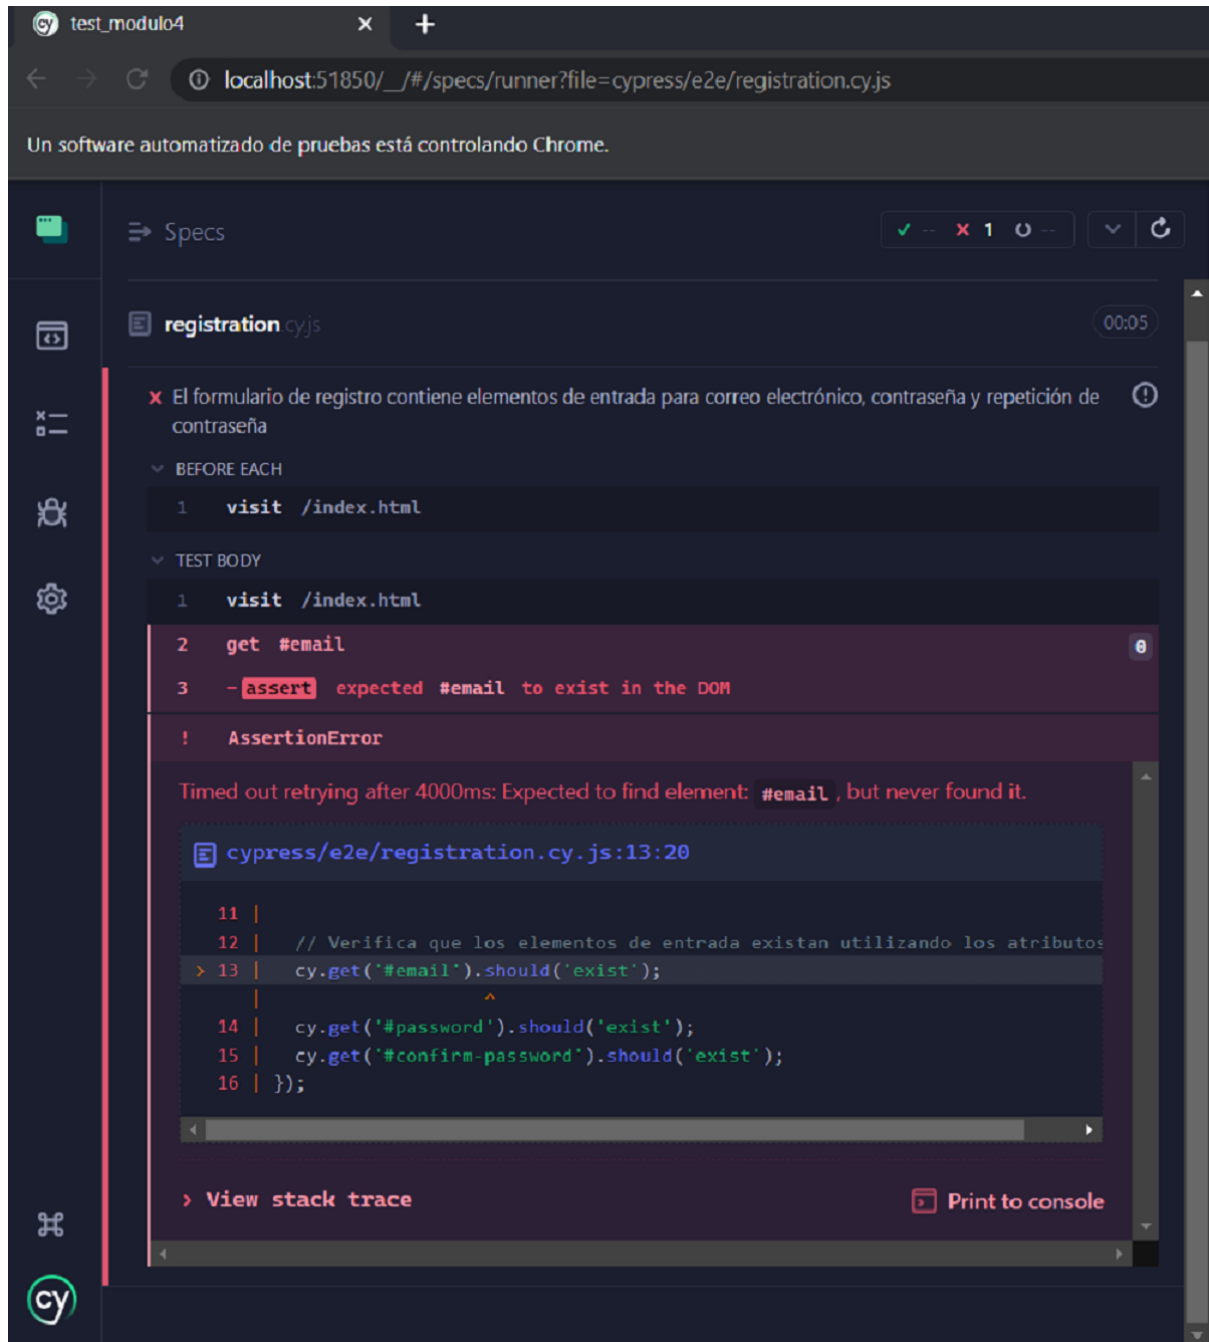 cy test_modulo4
localhost:51850/__/#/specs/runner?file=cypress/e2e/registration.cy.js
Un software automatizado de pruebas está controlando Chrome.
Specs
-- 1 --
registration.cy.js 00:05
El formulario de registro contiene elementos de entrada para correo electrónico, contraseña y repetición de
contraseña
BEFORE EACH
1 visit /index.html
TEST BODY
1 visit /index.html
2 get #email 0
3 -assert expected #email to exist in the DOM
! AssertionError
Timed out retrying after 4000ms: Expected to find element: #email, but never found it.
cypress/e2e/registration.cy.js:13:20
11 |
12 | // Verifica que los elementos de entrada existan utilizando los atributos
> 13 | cy.get('#email').should('exist');
| ^
14 | cy.get('#password').should('exist');
15 | cy.get('#confirm-password').should('exist');
16 | });
> View stack trace Print to console
cy